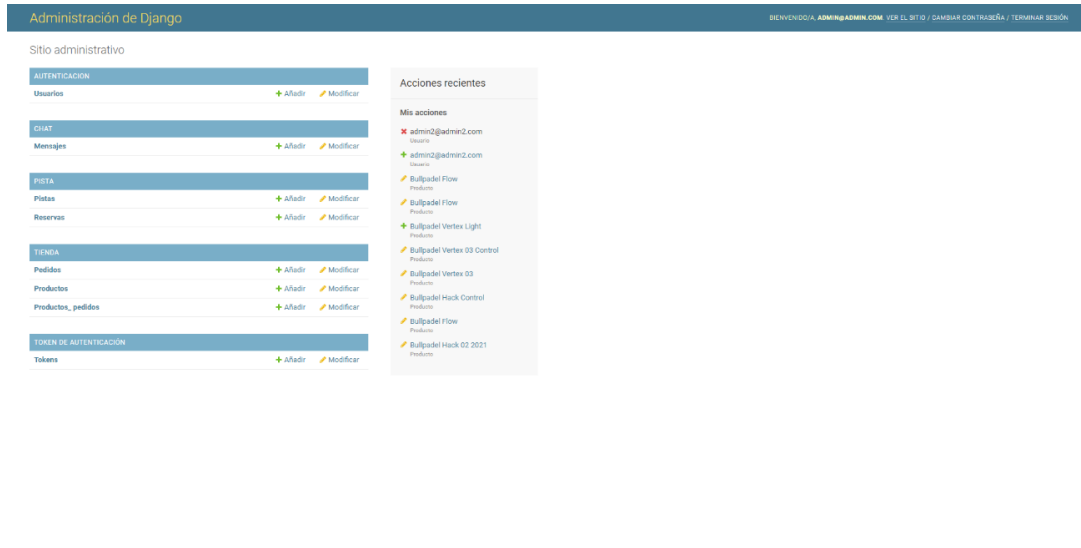 Administración de Django
BIENVENIDO/A, ADMIN@ADMIN.COM. VER EL SITIO / CAMBIAR CONTRASEÑA / TERMINAR SESIÓN
Sitio administrativo
AUTENTICACION
Usuarios Añadir Modificar
CHAT
Mensajes Añadir Modificar
PISTA
Pistas Añadir Modificar
Reservas Añadir Modificar
TIENDA
Pedidos Añadir Modificar
Productos Añadir Modificar
Productos_ pedidos Añadir Modificar
TOKEN DE AUTENTICACIÓN
Tokens Añadir Modificar
Acciones recientes
Mis acciones
admin2@admin2.com
Usuario
admin2@admin2.com
Usuario
Bullpadel Flow
Producto
Bullpadel Flow
Producto
Bullpadel Vertex Light
Producto
Bullpadel Vertex 03 Control
Producto
Bullpadel Vertex 03
Producto
Bullpadel Hack Control
Producto
Bullpadel Flow
Producto
Bullpadel Hack 02 2021
Producto